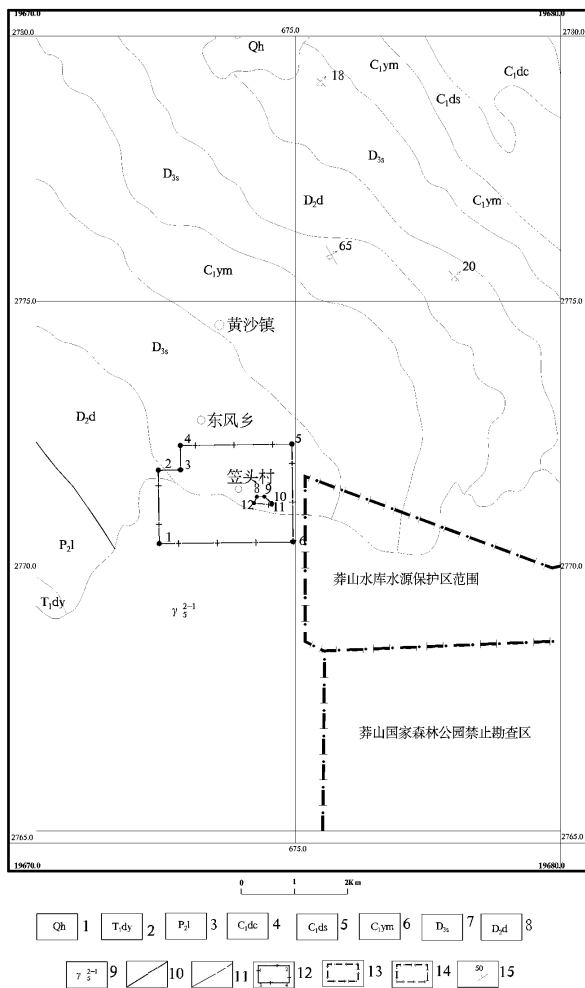 19670.0
675.0
19680.0
2780.0
2780.0
Qh
18
C₁ym
C₁dc
C₁ds
D₃s
D₃s
D₂d
C₁ym
65
20
C₁ym
2775.0
2775.0
黄沙镇
D₃s
D₂d
东风乡
4
5
2
3
笠头村
8
9
10
12
11
1
6
P₂l
2770.0
2770.0
莽山水库水源保护区范围
T₁dy
γ ₅²⁻¹
莽山国家森林公园禁止勘查区
2765.0
2765.0
19670.0
675.0
19680.0
0 1 2Km
Qh 1 T₁dy 2 P₂l 3 C₁dc 4 C₁ds 5 C₁ym 6 D₃s 7 D₂d 8
γ ₅²⁻¹ 9 10 11 12 13 14 50 15